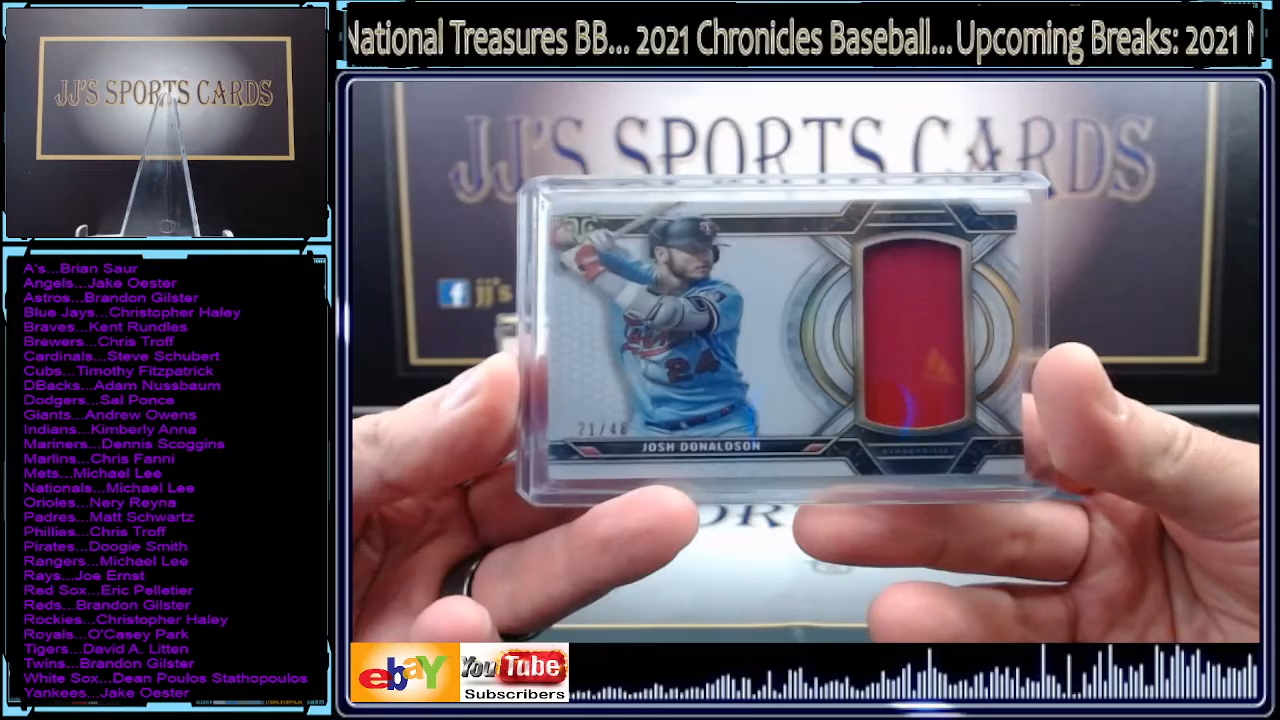 National Treasures BB... 2021 Chronicles Baseball... Upcoming Breaks: 2021
JJ'S SPORTS CARDS
JJ'S SPORTS CARDS
jj's
24
21/48
JOSH DONALDSON
A's...Brian Saur
Angels...Jake Oester
Astros...Brandon Gilster
Blue Jays...Christopher Haley
Braves...Kent Rundles
Brewers...Chris Troff
Cardinals...Steve Schubert
Cubs...Timothy Fitzpatrick
DBacks...Adam Nussbaum
Dodgers...Sal Ponce
Giants...Andrew Owens
Indians...Kimberly Anna
Mariners...Dennis Scoggins
Marlins...Chris Fanni
Mets...Michael Lee
Nationals...Michael Lee
Orioles...Nery Reyna
Padres...Matt Schwartz
Phillies...Chris Troff
Pirates...Doogie Smith
Rangers...Michael Lee
Rays...Joe Ernst
Red Sox...Eric Pelletier
Reds...Brandon Gilster
Rockies...Christopher Haley
Royals...O'Casey Park
Tigers...David A. Litten
Twins...Brandon Gilster
White Sox...Dean Poulos Stathopoulos
Yankees...Jake Oester
ebaY
You Tube
Subscribers